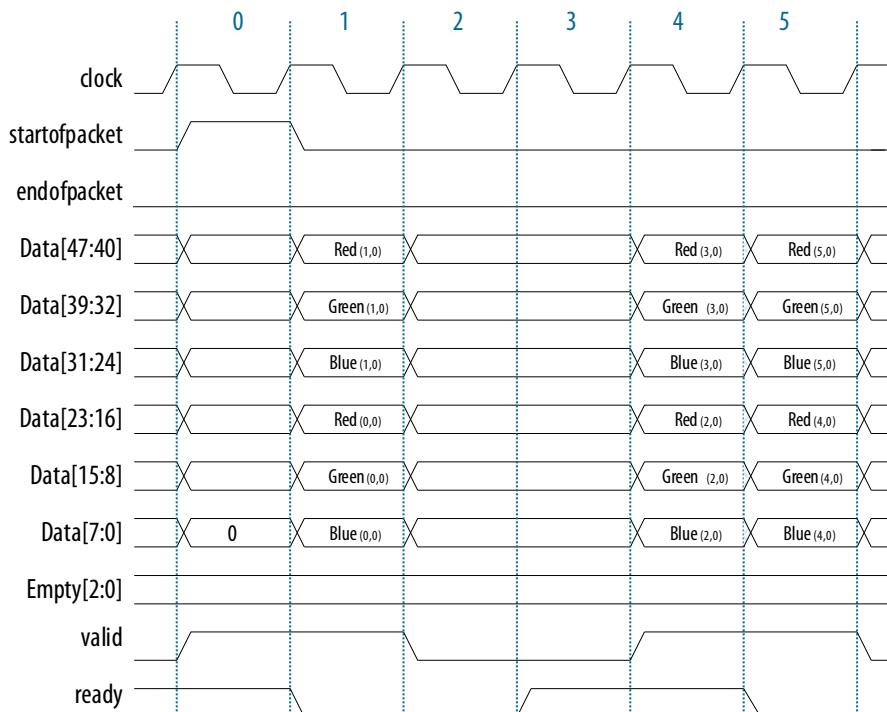 0 1 2 3 4 5
clock
startofpacket
endofpacket
Data[47:40] Red (1,0) Red (3,0) Red (5,0)
Data[39:32] Green (1,0) Green (3,0) Green (5,0)
Data[31:24] Blue (1,0) Blue (3,0) Blue (5,0)
Data[23:16] Red (0,0) Red (2,0) Red (4,0)
Data[15:8] Green (0,0) Green (2,0) Green (4,0)
Data[7:0] 0 Blue (0,0) Blue (2,0) Blue (4,0)
Empty[2:0]
valid
ready